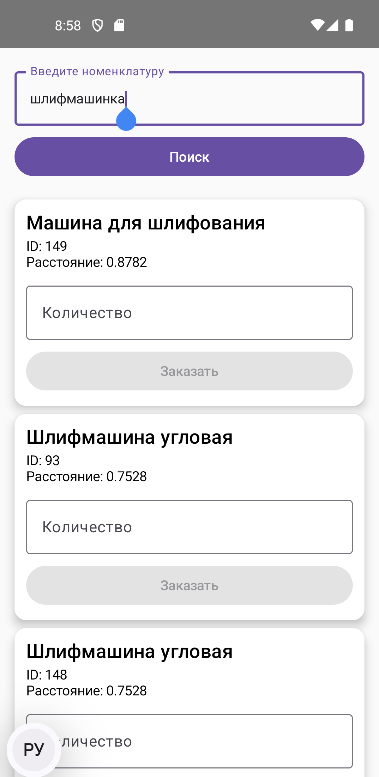 8:58
Введите номенклатуру
шлифмашинка
Поиск
Машина для шлифования
ID: 149
Расстояние: 0.8782
Количество
Заказать
Шлифмашина угловая
ID: 93
Расстояние: 0.7528
Количество
Заказать
Шлифмашина угловая
ID: 148
Расстояние: 0.7528
личество
РУ